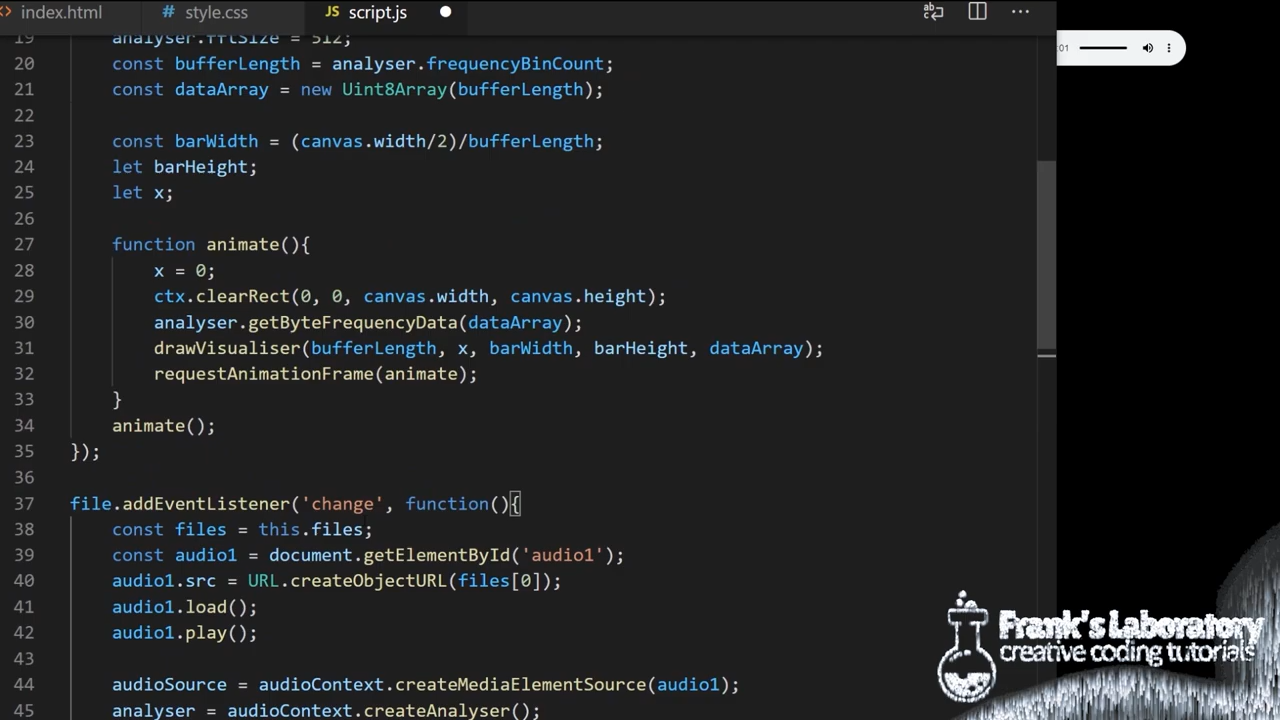 index.html
style.css
JS script.js
19 analyser.fftSize = 512;
20 const bufferLength = analyser.frequencyBinCount;
21 const dataArray = new Uint8Array(bufferLength);
22
23 const barWidth = (canvas.width/2)/bufferLength;
24 let barHeight;
25 let x;
26
27 function animate(){
28 x = 0;
29 ctx.clearRect(0, 0, canvas.width, canvas.height);
30 analyser.getByteFrequencyData(dataArray);
31 drawVisualiser(bufferLength, x, barWidth, barHeight, dataArray);
32 requestAnimationFrame(animate);
33 }
34 animate();
35 });
36
37 file.addEventListener('change', function(){
38 const files = this.files;
39 const audio1 = document.getElementById('audio1');
40 audio1.src = URL.createObjectURL(files[0]);
41 audio1.load();
42 audio1.play();
43
44 audioSource = audioContext.createMediaElementSource(audio1);
45 analyser = audioContext.createAnalyser();
:01
Frank's Laboratory
creative coding tutorials